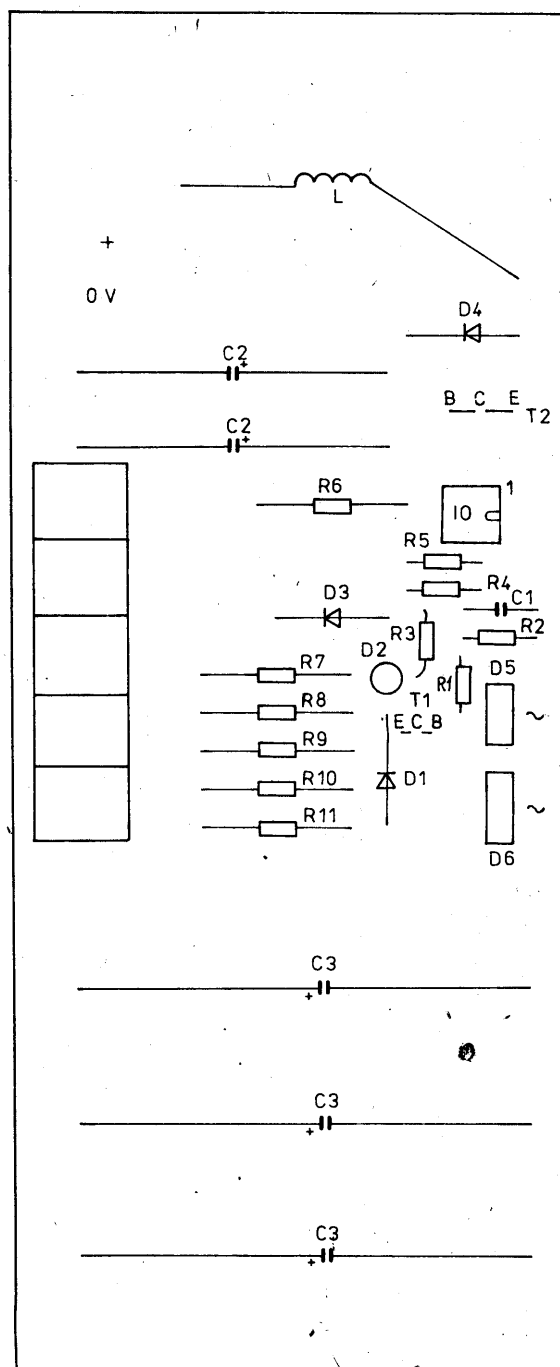 L
+
0 V
D4
C2
+
B C E
T2
C2
+
R6
1
IO
R5
R4
C1
D3
R3
R2
D2
R7
R1
D5
T1
R8
E C B
~
R9
D1
R10
~
R11
D6
C3
+
C3
+
C3
+